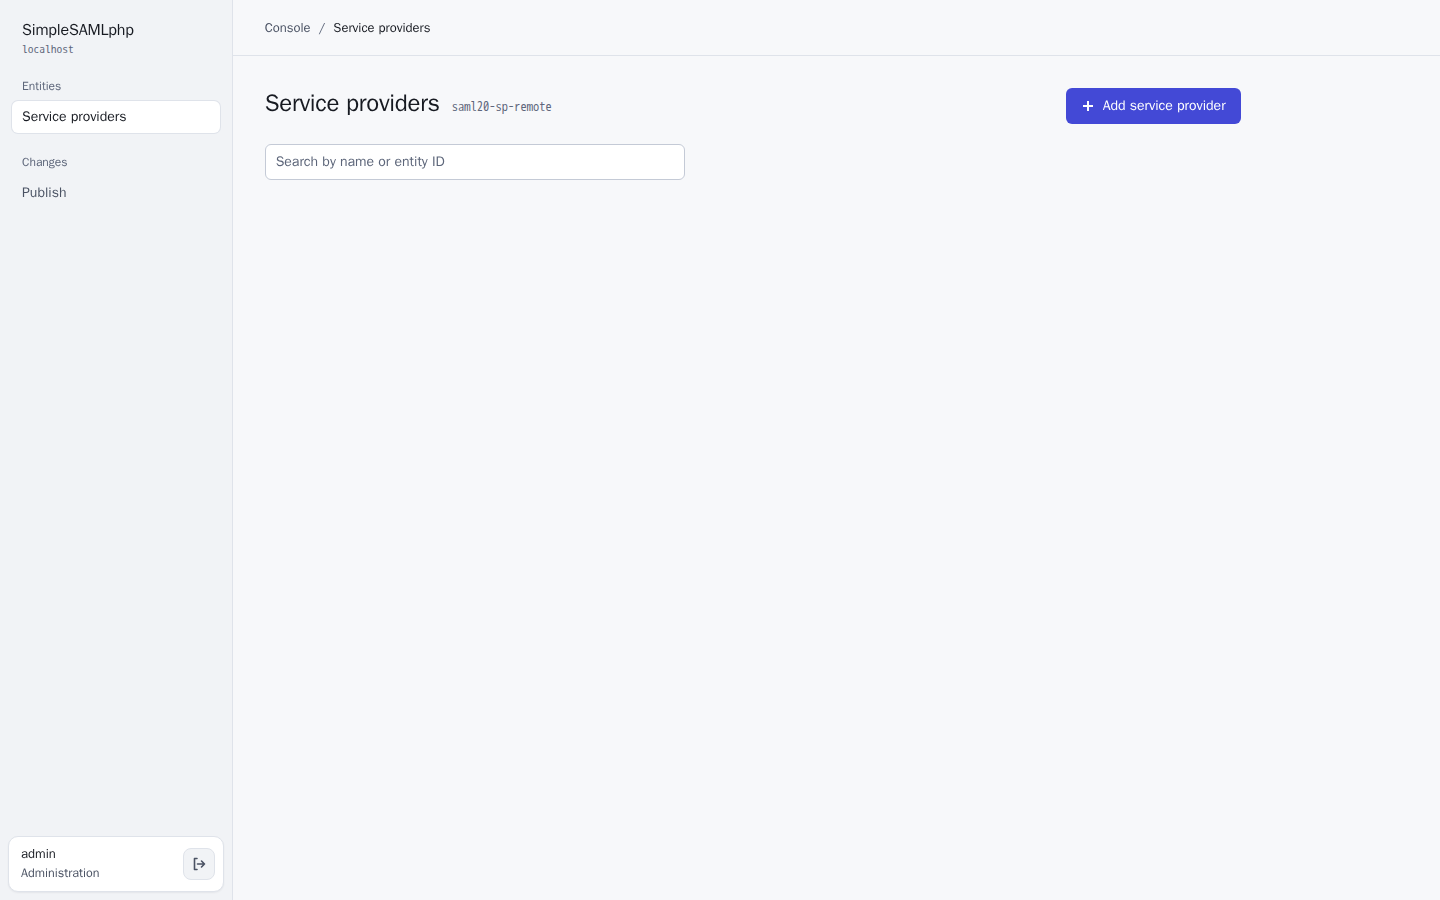 SimpleSAMLphp
localhost
Entities
Service providers
Changes
Publish
admin
Administration
Console / Service providers
Service providers saml20-sp-remote
Add service provider
Search by name or entity ID